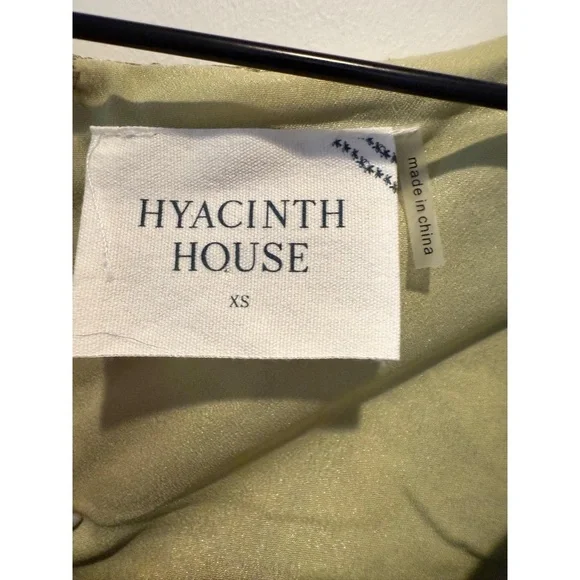 HYACINTH
HOUSE
XS
made in china